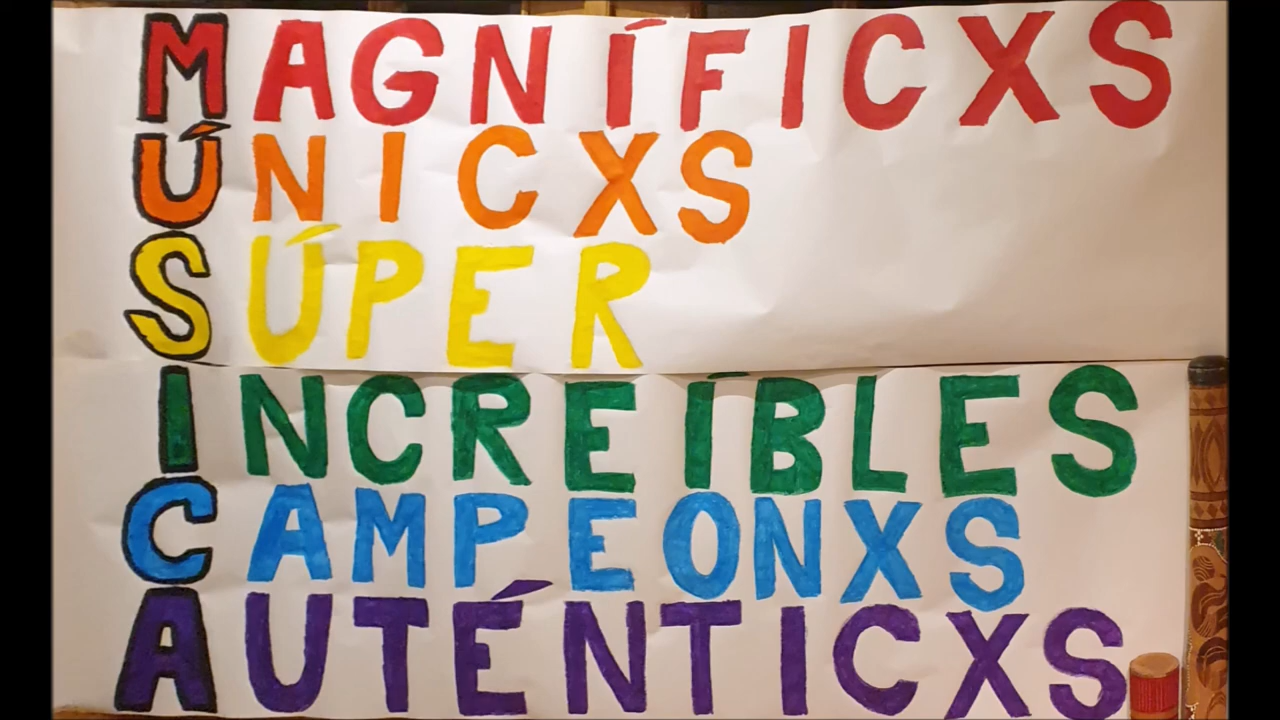 MAGNÍFICXS
ÚNICXS
SÚPER
INCREÍBLES
CAMPEONXS
AUTÉNTICXS